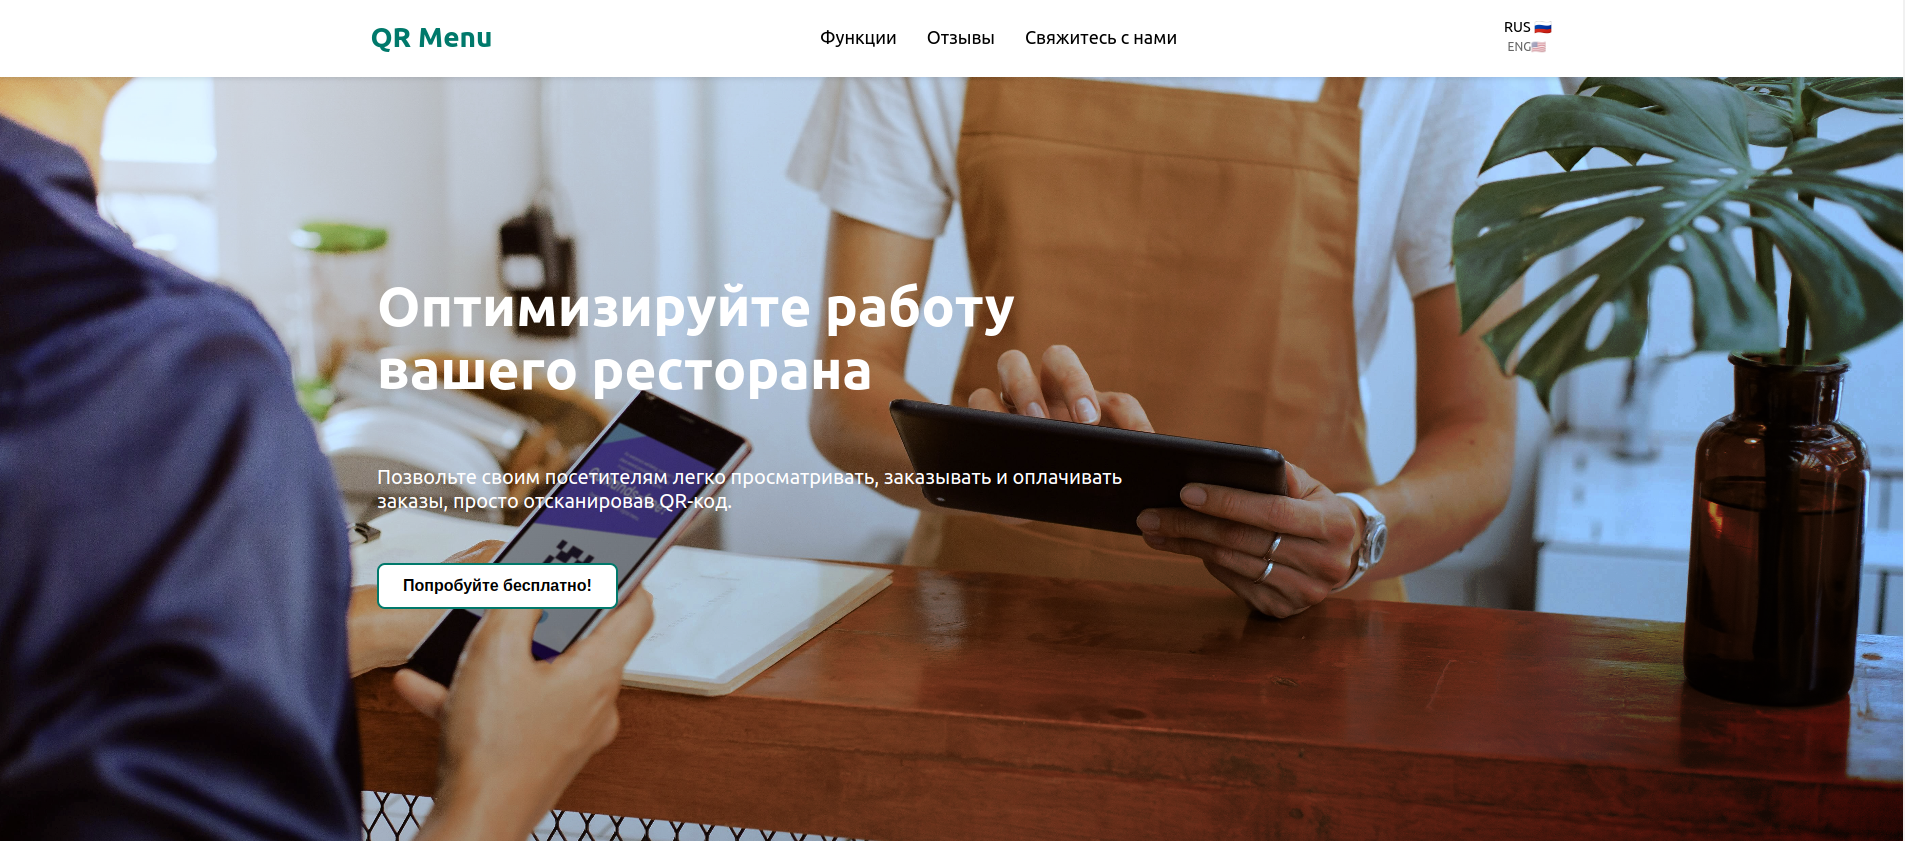 QR Menu
Функции
Отзывы
Свяжитесь с нами
RUS 🇷🇺
ENG🇺🇸
Оптимизируйте работу
вашего ресторана
Позвольте своим посетителям легко просматривать, заказывать и оплачивать
заказы, просто отсканировав QR-код.
Попробуйте бесплатно!